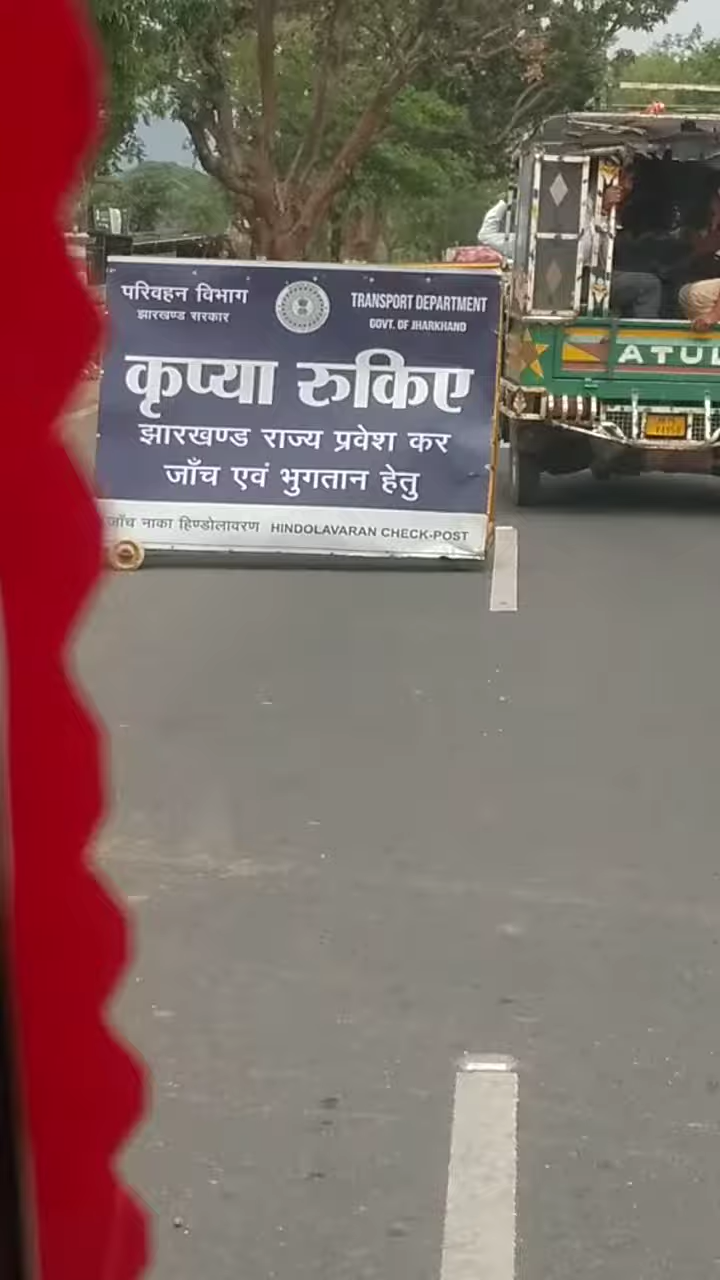 परिवहन विभाग
झारखण्ड सरकार
TRANSPORT DEPARTMENT
GOVT. OF JHARKHAND
कृप्या रुकिए
झारखण्ड राज्य प्रवेश कर
जाँच एवं भुगतान हेतु
जाँच नाका हिण्डोलावरण HINDOLAVARAN CHECK-POST
ATUL